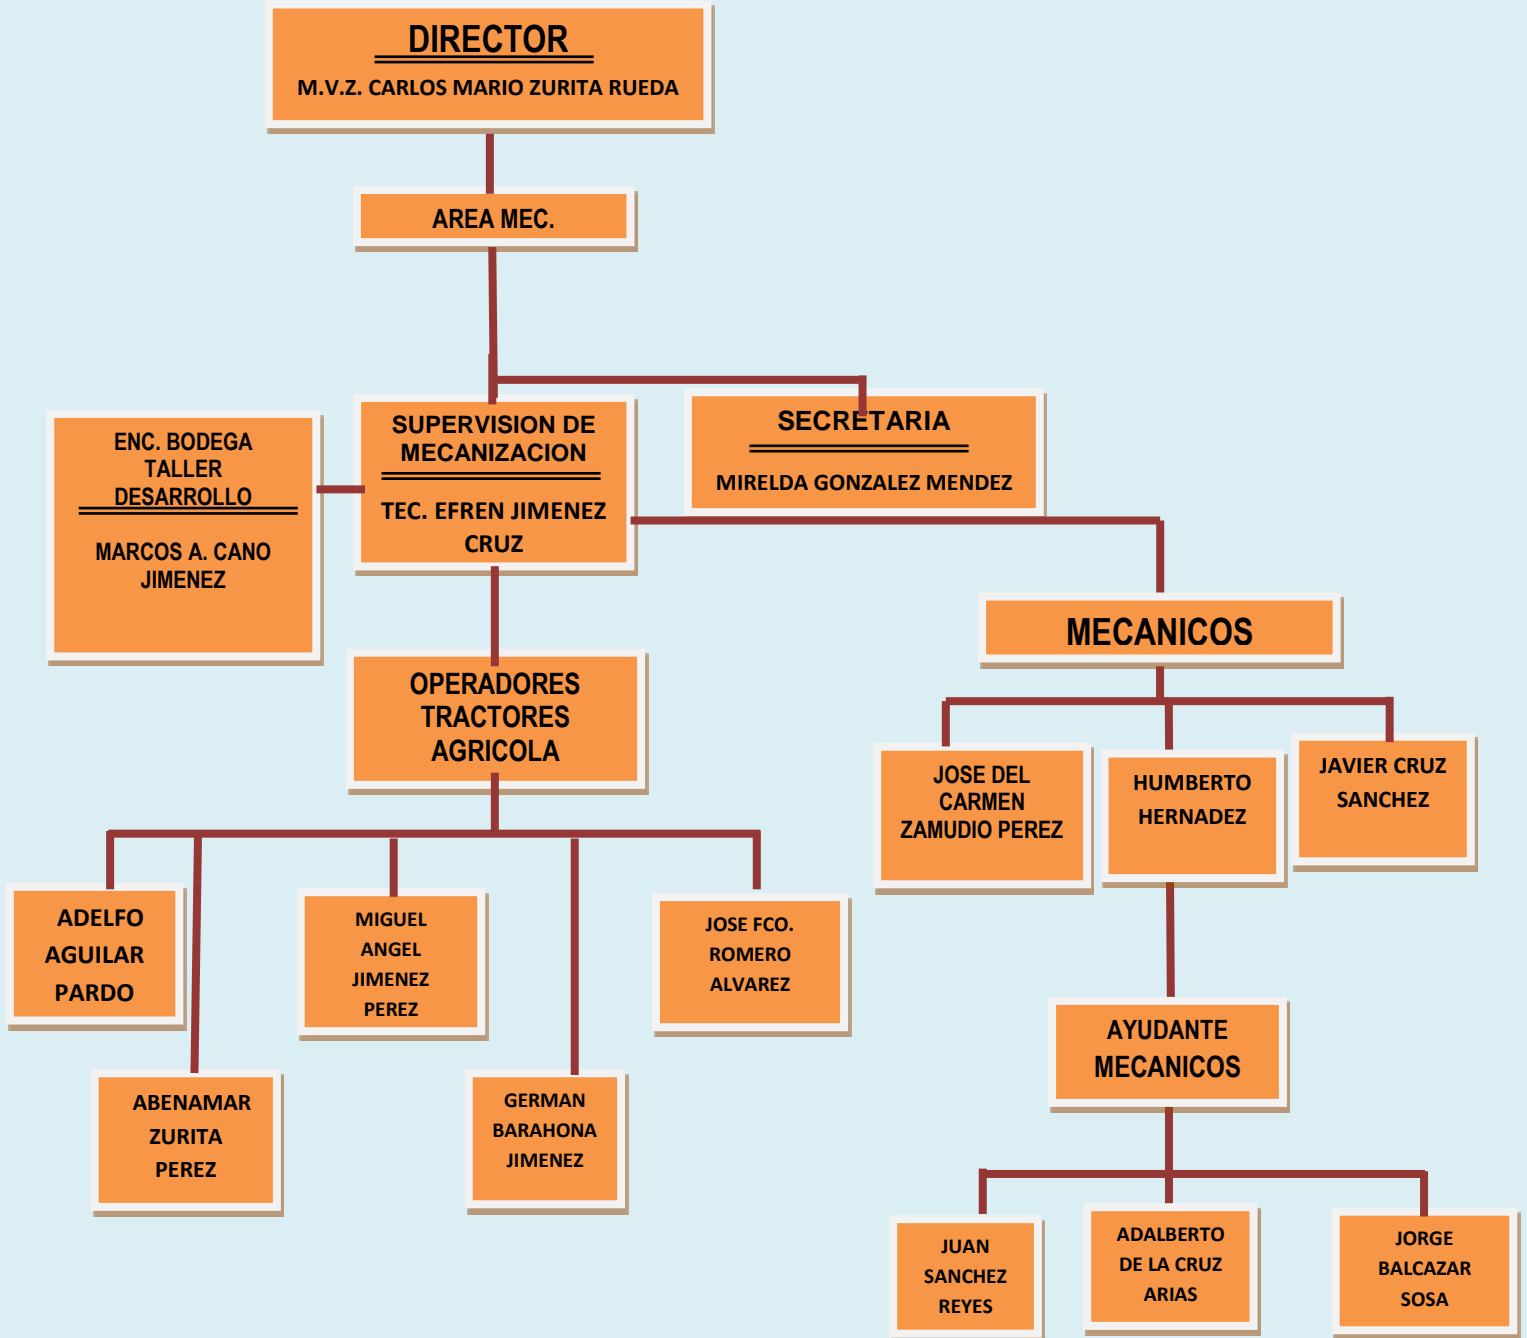 DIRECTOR
M.V.Z. CARLOS MARIO ZURITA RUEDA
AREA MEC.
ENC. BODEGA
TALLER
DESARROLLO
MARCOS A. CANO
JIMENEZ
SUPERVISION DE
MECANIZACION
TEC. EFREN JIMENEZ
CRUZ
SECRETARIA
MIRELDA GONZALEZ MENDEZ
OPERADORES
TRACTORES
AGRICOLA
MECANICOS
JOSE DEL
CARMEN
ZAMUDIO PEREZ
HUMBERTO
HERNADEZ
JAVIER CRUZ
SANCHEZ
ADELFO
AGUILAR
PARDO
MIGUEL
ANGEL
JIMENEZ
PEREZ
JOSE FCO.
ROMERO
ALVAREZ
ABENAMAR
ZURITA
PEREZ
GERMAN
BARAHONA
JIMENEZ
AYUDANTE
MECANICOS
JUAN
SANCHEZ
REYES
ADALBERTO
DE LA CRUZ
ARIAS
JORGE
BALCAZAR
SOSA